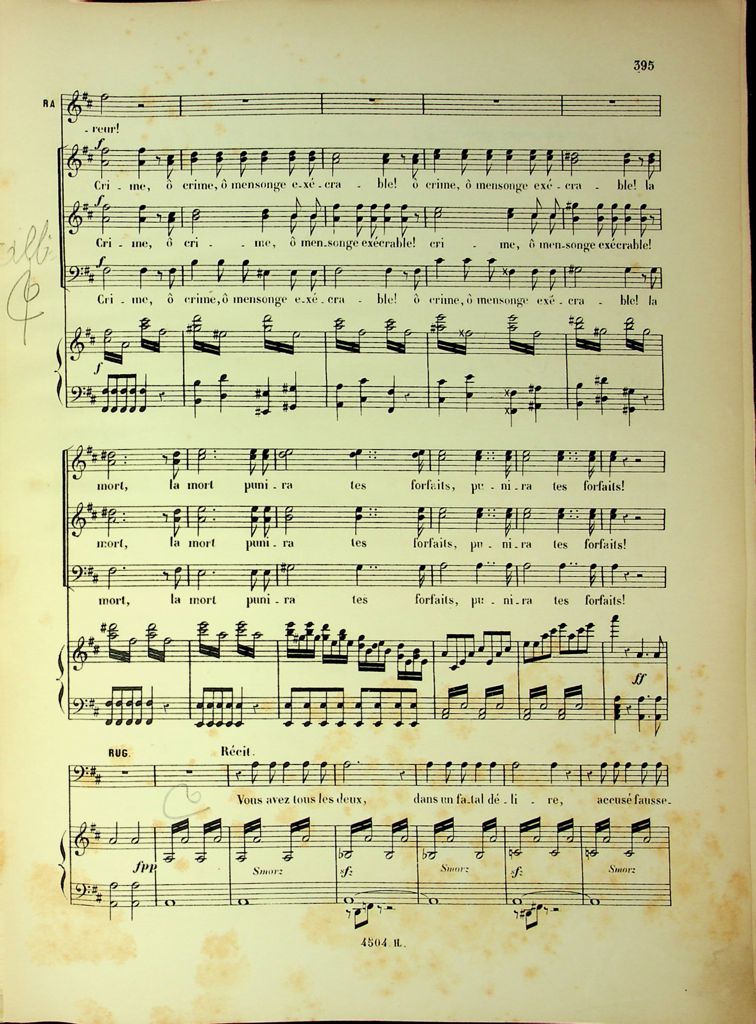 395
RA
- reur!
f
Cri - me, ô crime, ô mensonge exé - cra - ble! ô crime, ô mensonge exé - cra - ble! la
f
Cri - me, ô cri - me, ô men - songe exécrable! cri - me, ô men - songe exécrable!
f
Cri - me, ô crime, ô mensonge exé - cra - ble! ô crime, ô mensonge exé - cra - ble! la
f
mort, la mort puni - ra tes forfaits, pu - ni - ra tes forfaits!
mort, la mort puni - ra tes forfaits, pu - ni - ra tes forfaits!
mort, la mort puni - ra tes forfaits, pu - ni - ra tes forfaits!
ff
RUG. Récit.
Vous avez tous les deux, dans un fa-tal dé - li - re, accusé fausse-
fpp Smorz sf: Smorz sf: Smorz
4504. H.